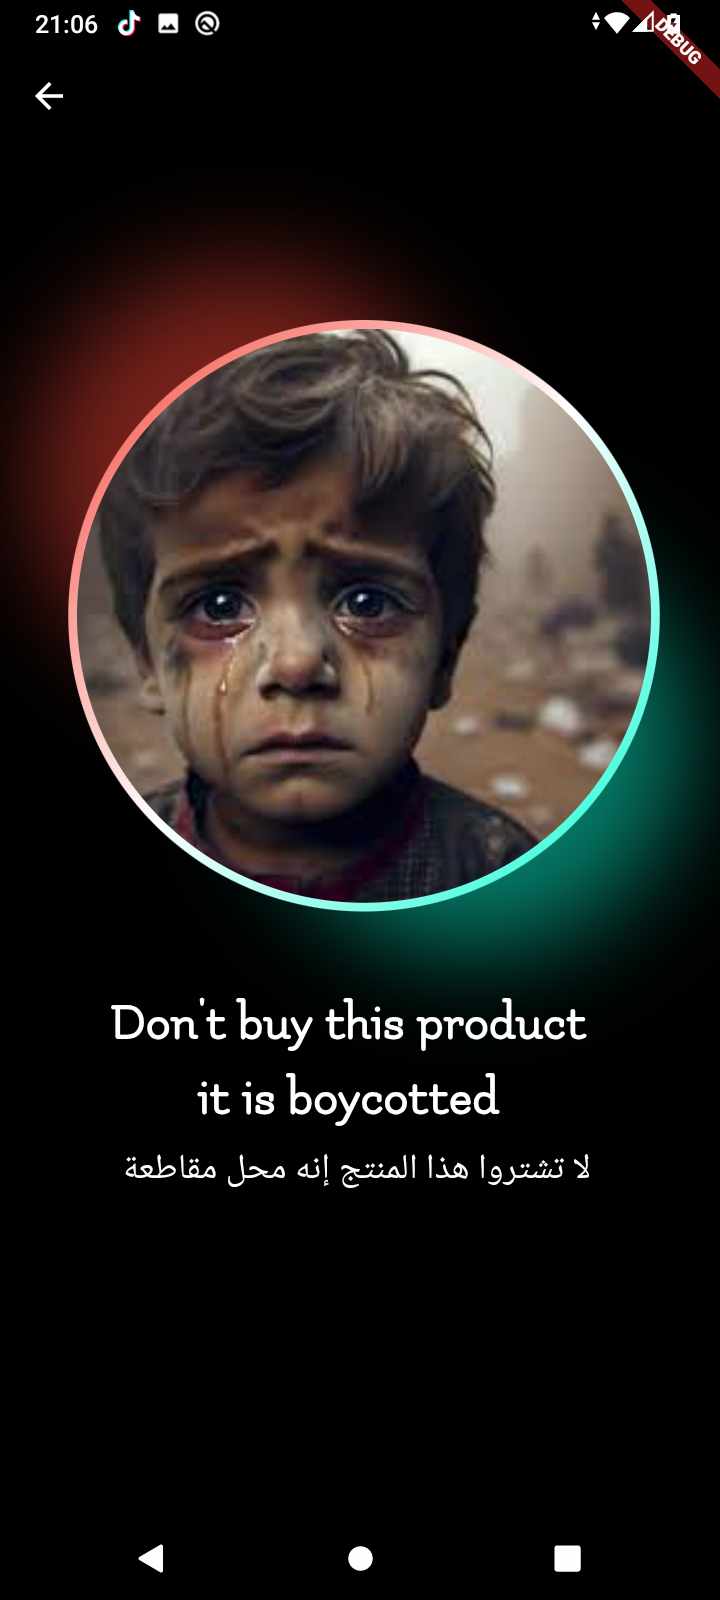 21:06
DEBUG
Don't buy this product
it is boycotted
لا تشتروا هذا المنتج إنه محل مقاطعة